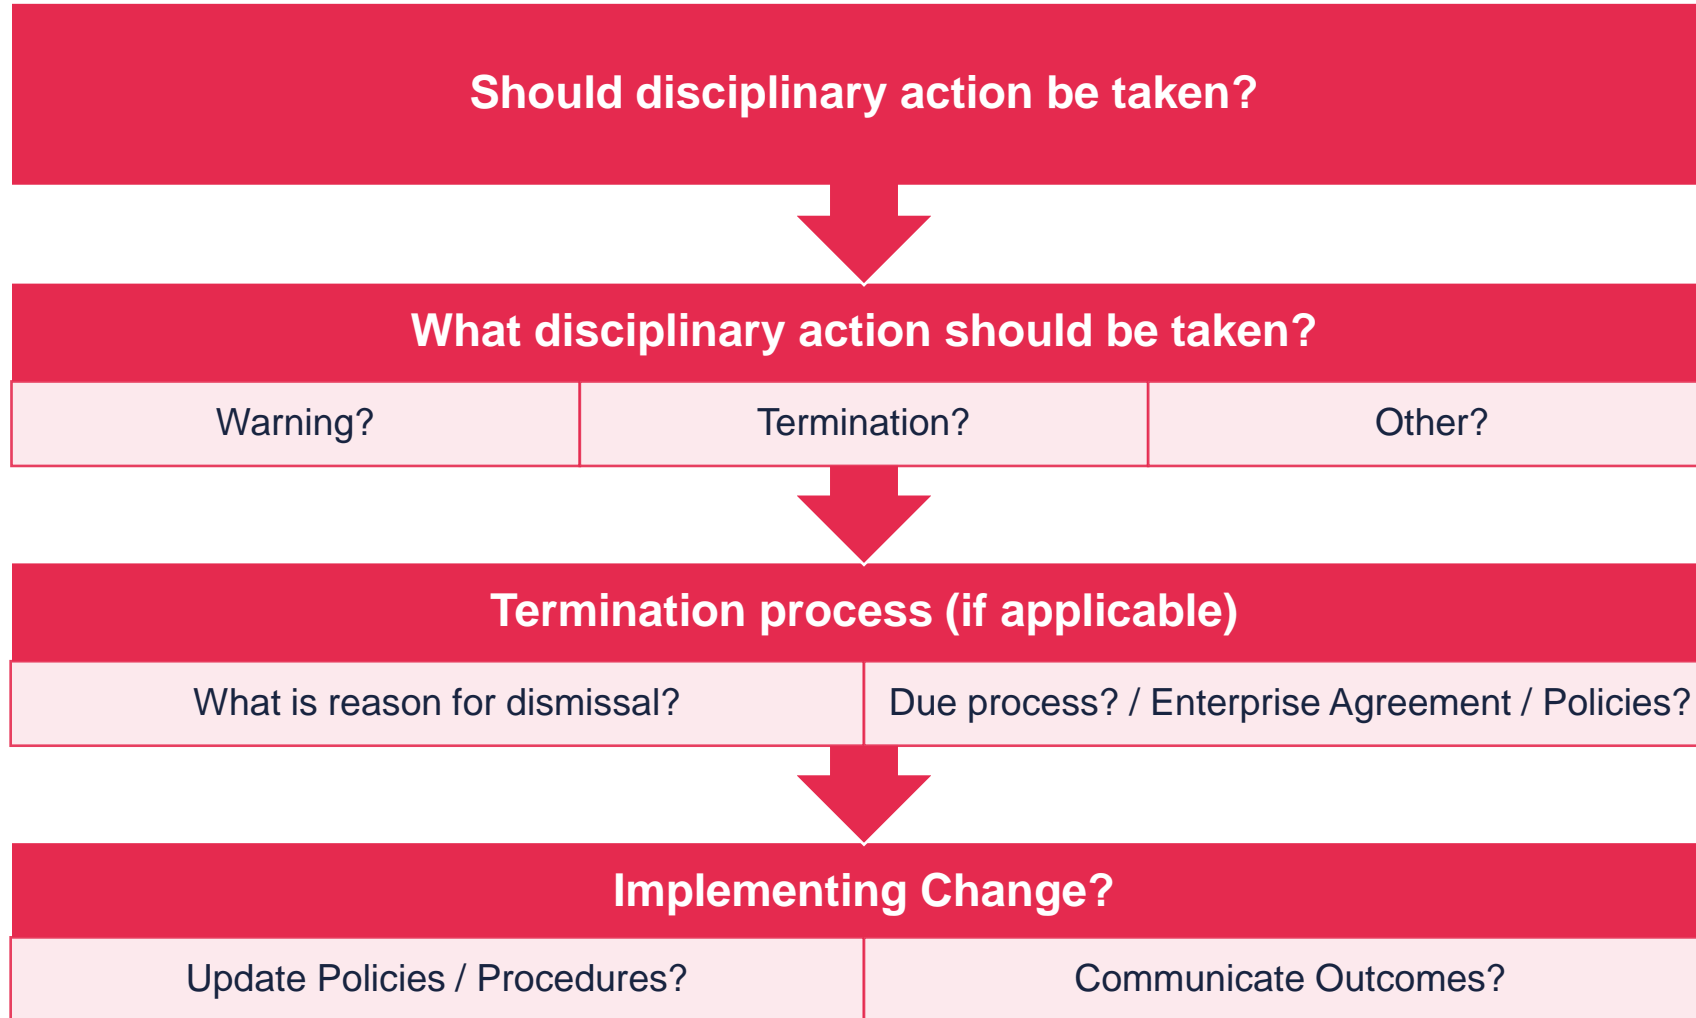 Should disciplinary action be taken?
What disciplinary action should be taken?
Warning?
Termination?
Other?
Termination process (if applicable)
What is reason for dismissal?
Due process? / Enterprise Agreement / Policies?
Implementing Change?
Update Policies / Procedures?
Communicate Outcomes?